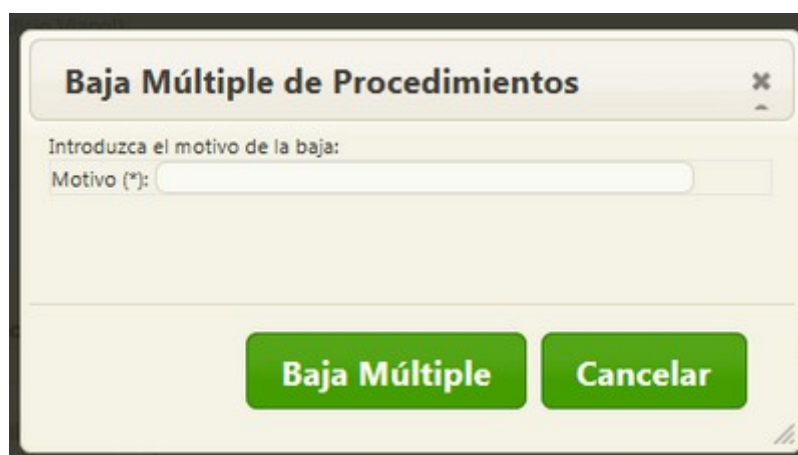 Baja Múltiple de Procedimientos
Introduzca el motivo de la baja:
Motivo (*):
Baja Múltiple Cancelar